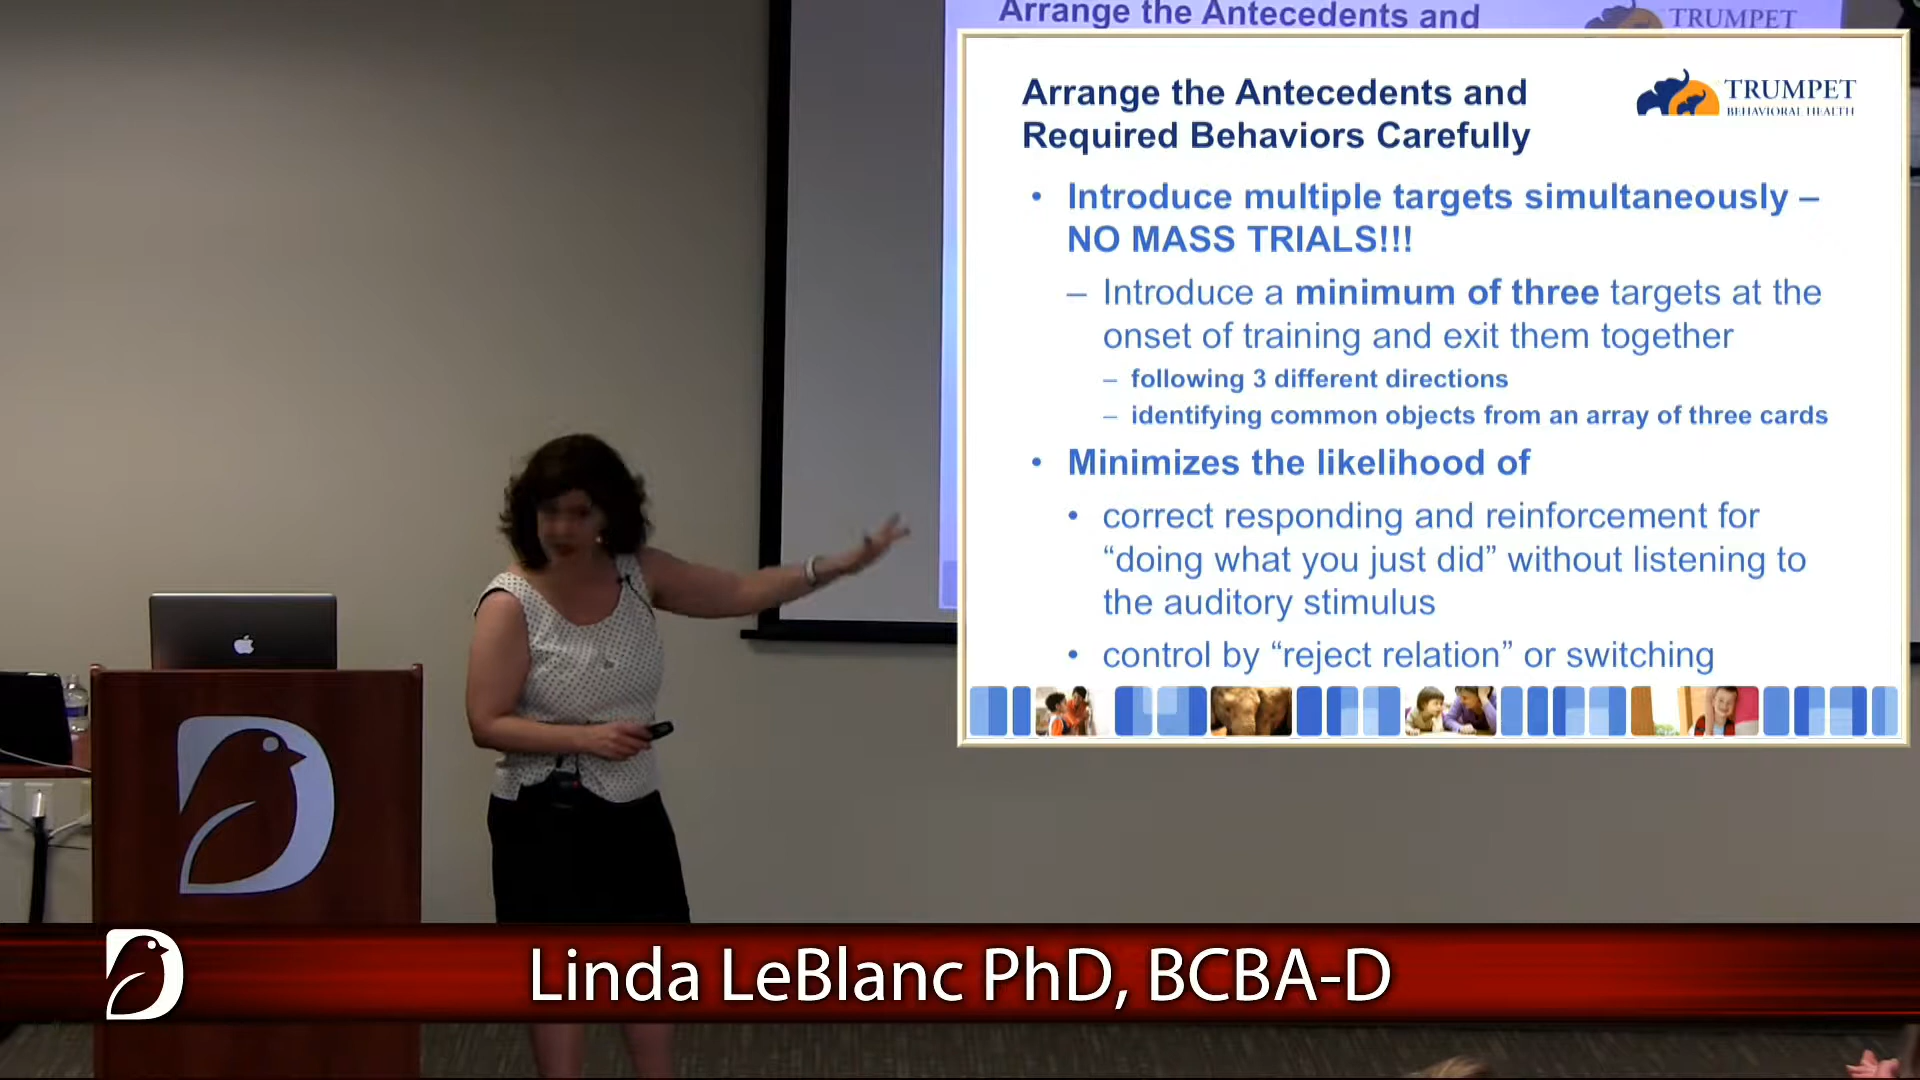 Arrange the Antecedents and
TRUMPET
Arrange the Antecedents and
Required Behaviors Carefully
TRUMPET
BEHAVIORAL HEALTH
• Introduce multiple targets simultaneously –
NO MASS TRIALS!!!
– Introduce a minimum of three targets at the
onset of training and exit them together
– following 3 different directions
– identifying common objects from an array of three cards
• Minimizes the likelihood of
• correct responding and reinforcement for
“doing what you just did” without listening to
the auditory stimulus
• control by “reject relation” or switching
Linda LeBlanc PhD, BCBA-D